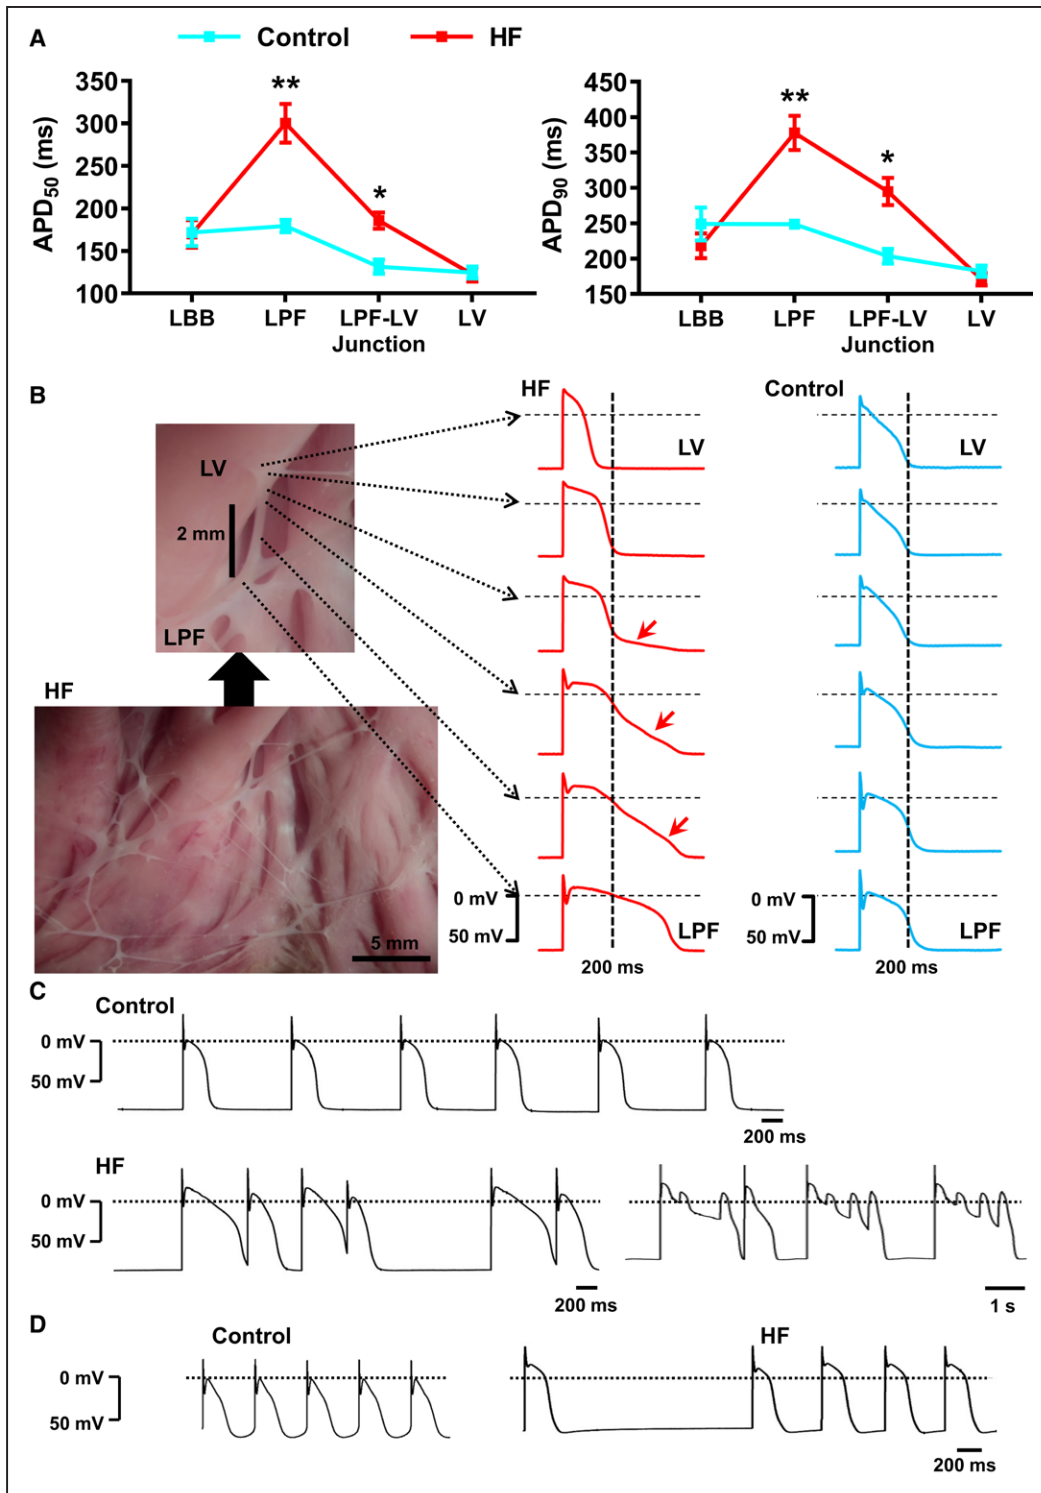 A
Control
HF
APD50 (ms)
350
300
250
200
150
100
**
*
LBB
LPF
LPF-LV
Junction
LV
APD90 (ms)
450
400
350
300
250
200
150
**
*
LBB
LPF
LPF-LV
Junction
LV
B
LV
2 mm
LPF
HF
5 mm
HF
LV
0 mV
50 mV
LPF
200 ms
Control
LV
0 mV
50 mV
LPF
200 ms
C
Control
0 mV
50 mV
200 ms
HF
0 mV
50 mV
200 ms
1 s
D
Control
HF
0 mV
50 mV
200 ms